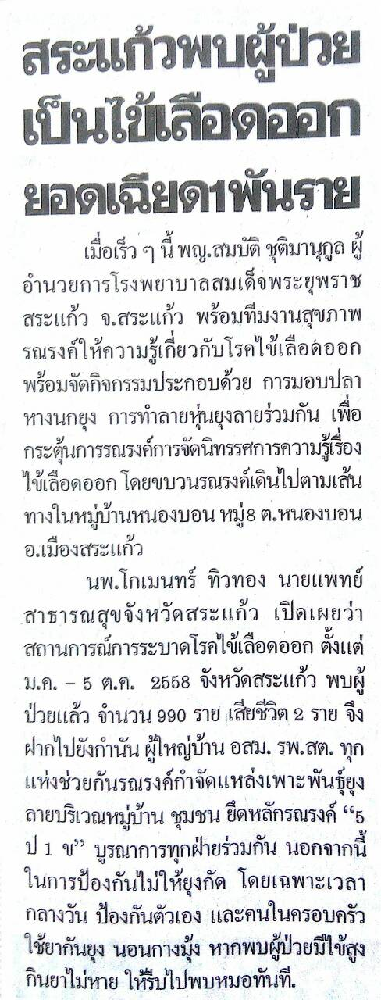 สระแก้วพบผู้ป่วย
เป็นไข้เลือดออก
ยอดเฉียด1พันราย
เมื่อเร็ว ๆ นี้ พญ.สมบัติ ชุติมานุกูล ผู้
อำนวยการโรงพยาบาลสมเด็จพระยุพราช
สระแก้ว จ.สระแก้ว พร้อมทีมงานสุขภาพ
รณรงค์ให้ความรู้เกี่ยวกับโรคไข้เลือดออก
พร้อมจัดกิจกรรมประกอบด้วย การมอบปลา
หางนกยุง การทำลายหุ่นยุงลายร่วมกัน เพื่อ
กระตุ้นการรณรงค์การจัดนิทรรศการความรู้เรื่อง
ไข้เลือดออก โดยขบวนรณรงค์เดินไปตามเส้น
ทางในหมู่บ้านหนองบอน หมู่8 ต.หนองบอน
อ.เมืองสระแก้ว
นพ.โกเมนทร์ ทิวทอง นายแพทย์
สาธารณสุขจังหวัดสระแก้ว เปิดเผยว่า
สถานการณ์การระบาดโรคไข้เลือดออก ตั้งแต่
ม.ค. – 5 ต.ค. 2558 จังหวัดสระแก้ว พบผู้
ป่วยแล้ว จำนวน 990 ราย เสียชีวิต 2 ราย จึง
ฝากไปยังกำนัน ผู้ใหญ่บ้าน อสม. รพ.สต. ทุก
แห่งช่วยกันรณรงค์กำจัดแหล่งเพาะพันธุ์ยุง
ลายบริเวณหมู่บ้าน ชุมชน ยึดหลักรณรงค์ “5
ป 1 ข” บูรณาการทุกฝ่ายร่วมกัน นอกจากนี้
ในการป้องกันไม่ให้ยุงกัด โดยเฉพาะเวลา
กลางวัน ป้องกันตัวเอง และคนในครอบครัว
ใช้ยากันยุง นอนกางมุ้ง หากพบผู้ป่วยมีไข้สูง
กินยาไม่หาย ให้รีบไปพบหมอทันที.